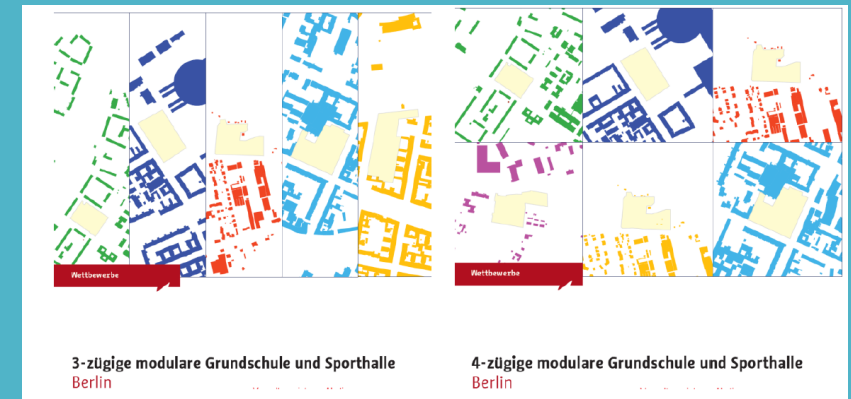 Wettbewerbe
3-zügige modulare Grundschule und Sporthalle
Berlin
Wettbewerbe
4-zügige modulare Grundschule und Sporthalle
Berlin